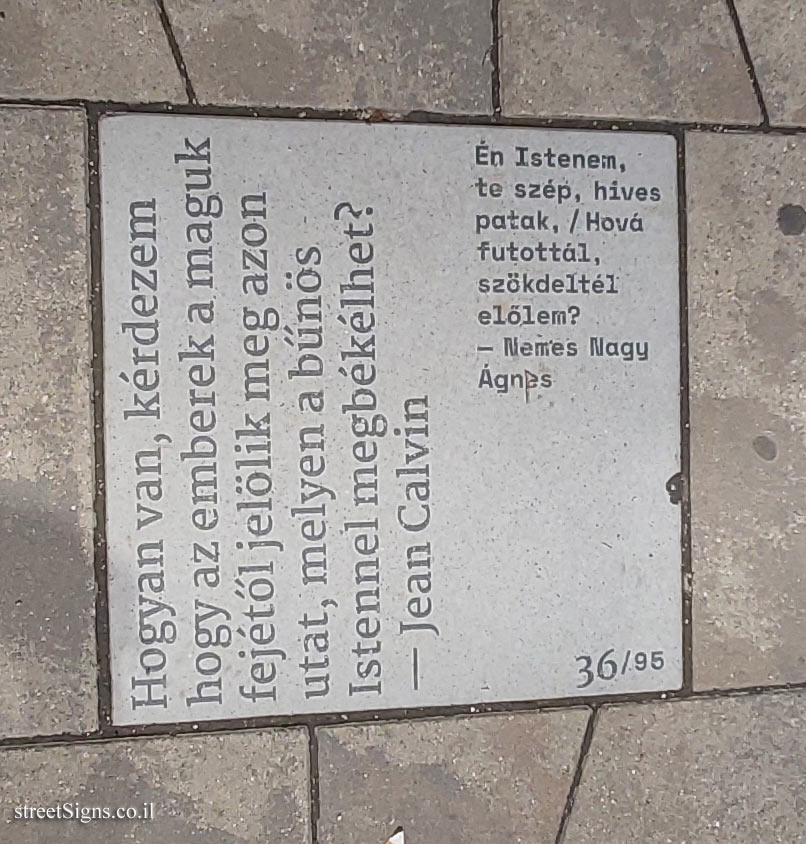 Hogyan van, kérdezem
hogy az emberek a maguk
fejétől jelölik meg azon
utat, melyen a bűnös
Istennel megbékélhet?
— Jean Calvin
Én Istenem,
te szép, hives
patak, / Hová
futottál,
szökdeltél
előlem?
— Nemes Nagy
Ágnes
36/95
streetSigns.co.il